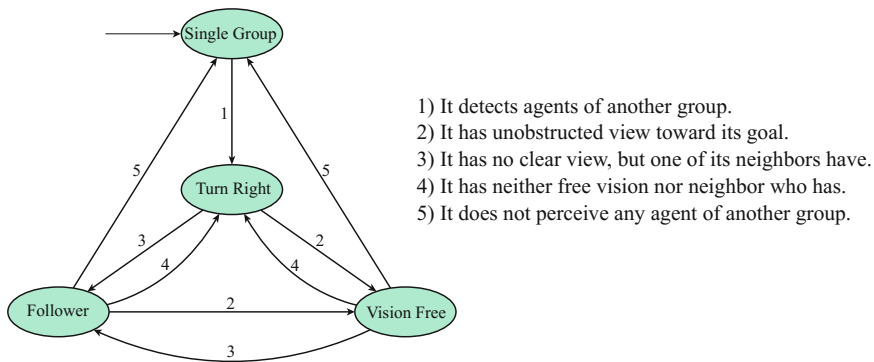 Single Group
1) It detects agents of another group.
2) It has unobstructed view toward its goal.
3) It has no clear view, but one of its neighbors have.
4) It has neither free vision nor neighbor who has.
5) It does not perceive any agent of another group.
1
5
5
Turn Right
3
2
4
4
Follower
2
Vision Free
3